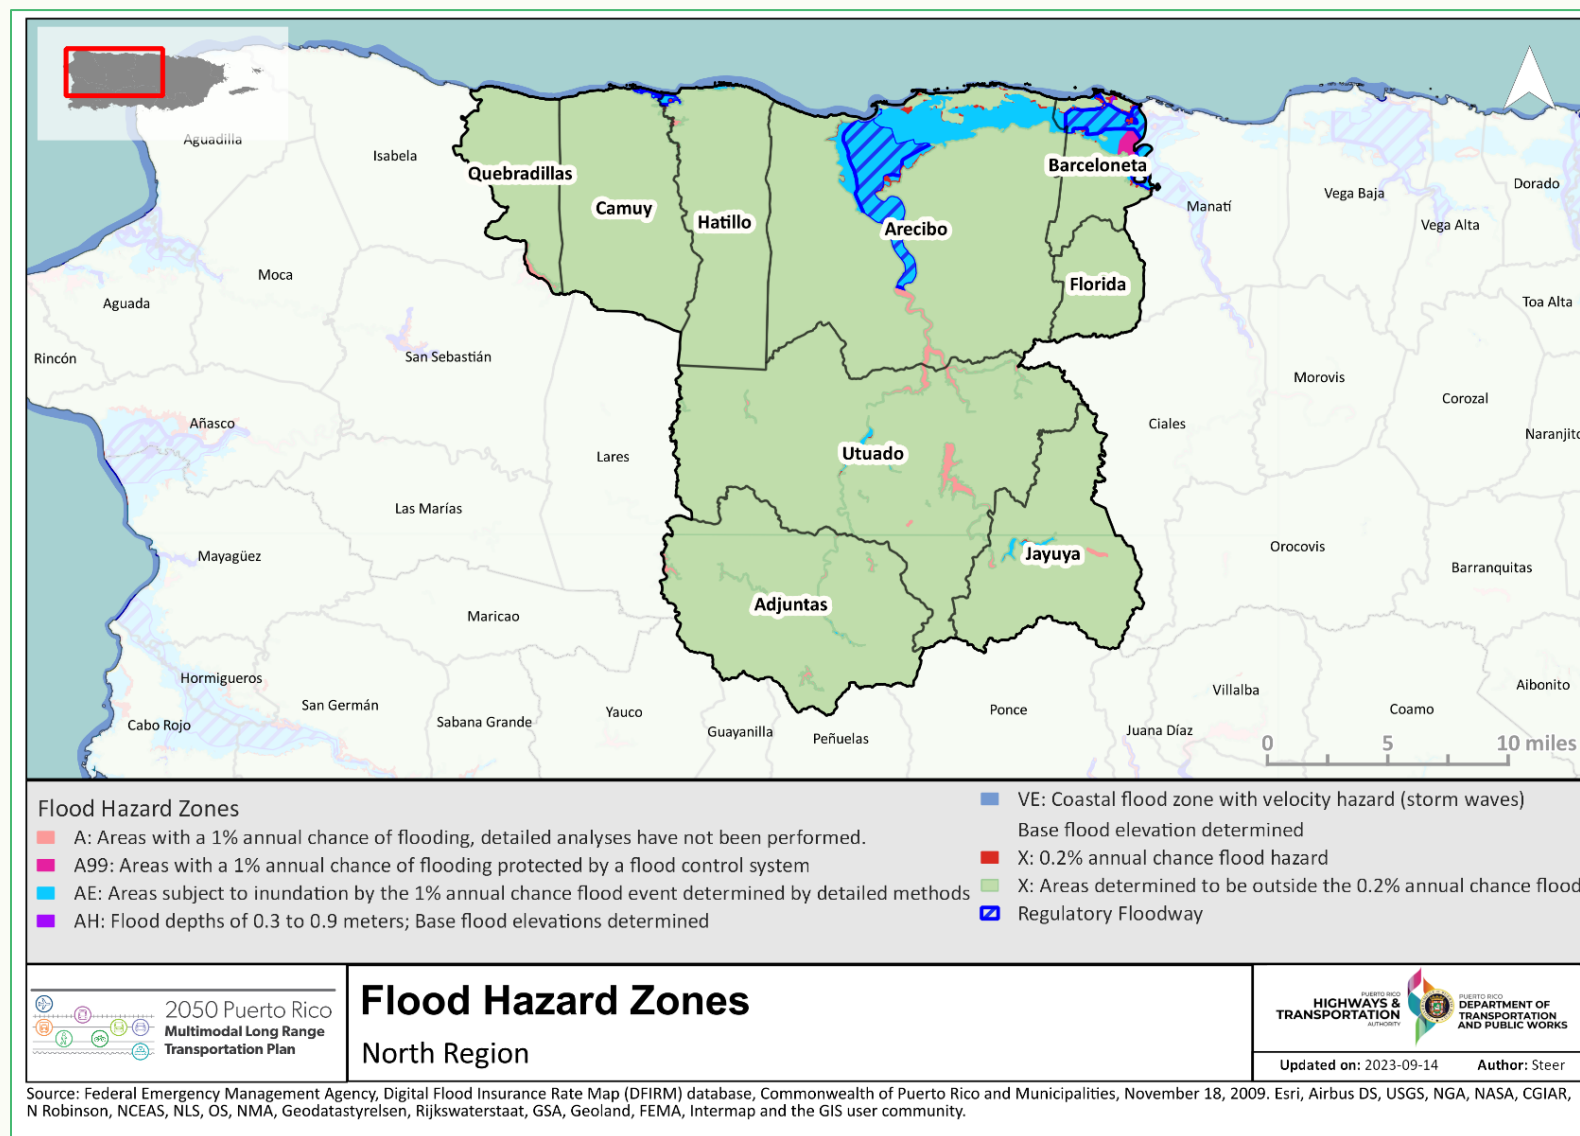 Aguadilla
Isabela
Quebradillas
Camuy
Hatillo
Arecibo
Barceloneta
Manatí
Vega Baja
Dorado
Vega Alta
Moca
Aguada
Florida
Toa Alta
Rincón
San Sebastián
Morovis
Corozal
Añasco
Ciales
Naranjito
Lares
Utuado
Las Marías
Mayagüez
Jayuya
Orocovis
Barranquitas
Maricao
Adjuntas
Hormigueros
San Germán
Sabana Grande
Yauco
Guayanilla
Peñuelas
Ponce
Villalba
Juana Díaz
Coamo
Aibonito
Cabo Rojo
0 5 10 miles
Flood Hazard Zones
A: Areas with a 1% annual chance of flooding, detailed analyses have not been performed.
A99: Areas with a 1% annual chance of flooding protected by a flood control system
AE: Areas subject to inundation by the 1% annual chance flood event determined by detailed methods
AH: Flood depths of 0.3 to 0.9 meters; Base flood elevations determined
VE: Coastal flood zone with velocity hazard (storm waves)
Base flood elevation determined
X: 0.2% annual chance flood hazard
X: Areas determined to be outside the 0.2% annual chance flood
Regulatory Floodway
2050 Puerto Rico
Multimodal Long Range
Transportation Plan
Flood Hazard Zones
North Region
PUERTO RICO
HIGHWAYS &
TRANSPORTATION
AUTHORITY
PUERTO RICO
DEPARTMENT OF
TRANSPORTATION
AND PUBLIC WORKS
Updated on: 2023-09-14 Author: Steer
Source: Federal Emergency Management Agency, Digital Flood Insurance Rate Map (DFIRM) database, Commonwealth of Puerto Rico and Municipalities, November 18, 2009. Esri, Airbus DS, USGS, NGA, NASA, CGIAR,
N Robinson, NCEAS, NLS, OS, NMA, Geodatastyrelsen, Rijkswaterstaat, GSA, Geoland, FEMA, Intermap and the GIS user community.